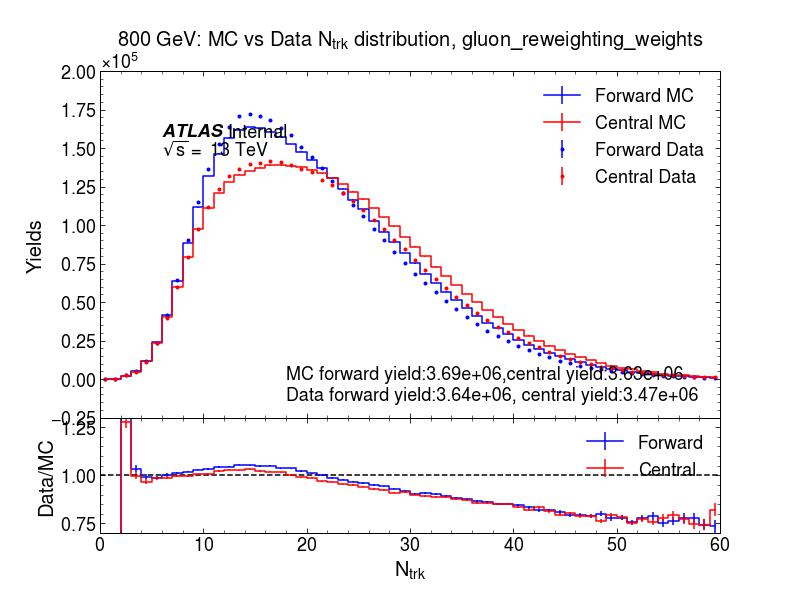 800 GeV: MC vs Data Ntrk distribution, gluon_reweighting_weights
×10⁵
2.00
1.75
1.50
1.25
1.00
0.75
0.50
0.25
0.00
−0.25
Yields
ATLAS Internal
√s = 13 TeV
Forward MC
Central MC
Forward Data
Central Data
MC forward yield:3.69e+06,central yield:3.63e+06
Data forward yield:3.64e+06, central yield:3.47e+06
1.25
1.00
0.75
Data/MC
Forward
Central
0 10 20 30 40 50 60
Ntrk